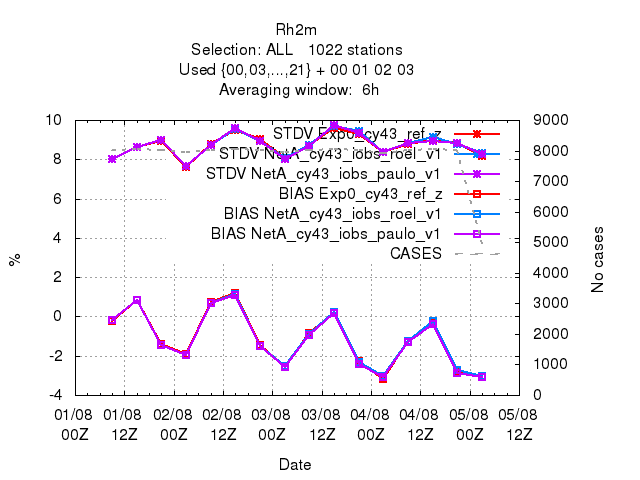 Rh2m
Selection: ALL 1022 stations
Used {00,03,...,21} + 00 01 02 03
Averaging window: 6h
10
8
6
4
2
0
-2
-4
%
9000
8000
7000
6000
5000
4000
3000
2000
1000
0
No cases
STDV Exp0_cy43_ref_z
STDV NetA_cy43_iobs_roel_v1
STDV NetA_cy43_iobs_paulo_v1
BIAS Exp0_cy43_ref_z
BIAS NetA_cy43_iobs_roel_v1
BIAS NetA_cy43_iobs_paulo_v1
CASES
01/08 01/08 02/08 02/08 03/08 03/08 04/08 04/08 05/08 05/08
00Z 12Z 00Z 12Z 00Z 12Z 00Z 12Z 00Z 12Z
Date